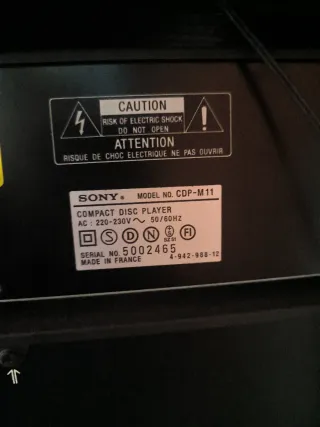 CAUTION
RISK OF ELECTRIC SHOCK
DO NOT OPEN
ATTENTION
RISQUE DE CHOC ELECTRIQUE NE PAS OUVRIR
SONY® MODEL NO. CDP-M11
COMPACT DISC PLAYER
AC : 220-230V ~ 50/60HZ
S D N FI
SERIAL NO. 5002465
MADE IN FRANCE 4-942-988-12